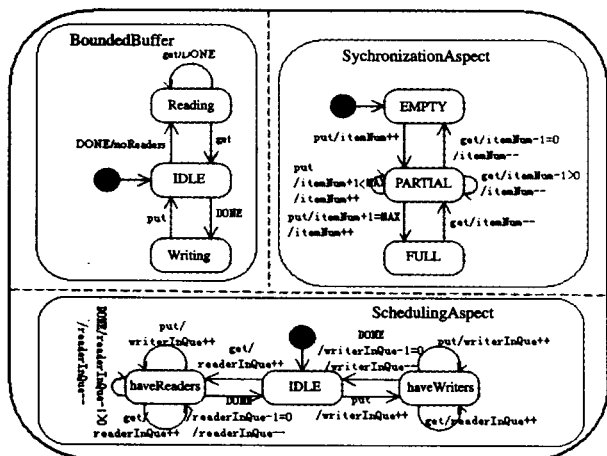 BoundedBuffer
get/DONE
Reading
DONE/noReaders
get
IDLE
put
DONE
Writing
SychronizationAspect
EMPTY
put/itemNum++
get/itemNum-1=0
/itemNum--
put
/itemNum+1<MAX
/itemNum++
PARTIAL
get/itemNum-1>0
/itemNum--
put/itemNum+1=MAX
/itemNum++
get/itemNum--
FULL
SchedulingAspect
DONE/readerInQue-1>0
/readerInQue--
put/
writerInQue++
get/
readerInQue++
DONE
/writerInQue-1=0
/writerInQue--
put/writerInQue++
haveReaders
IDLE
haveWriters
get/
readerInQue++
DONE
/readerInQue-1=0
/readerInQue--
put
/writerInQue++
get/readerInQue++